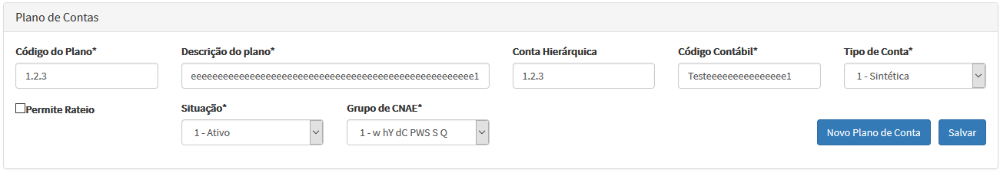 Plano de Contas
Código do Plano* Descrição do plano* Conta Hierárquica Código Contábil* Tipo de Conta*
1.2.3 eeeeeeeeeeeeeeeeeeeeeeeeeeeeeeeeeeeeeeeeeeeeeeeeeeeee1 1.2.3 Testeeeeeeeeeeeeeee1 1 - Sintética
Permite Rateio Situação* Grupo de CNAE*
1 - Ativo 1 - w hY dC PWS S Q Novo Plano de Conta Salvar